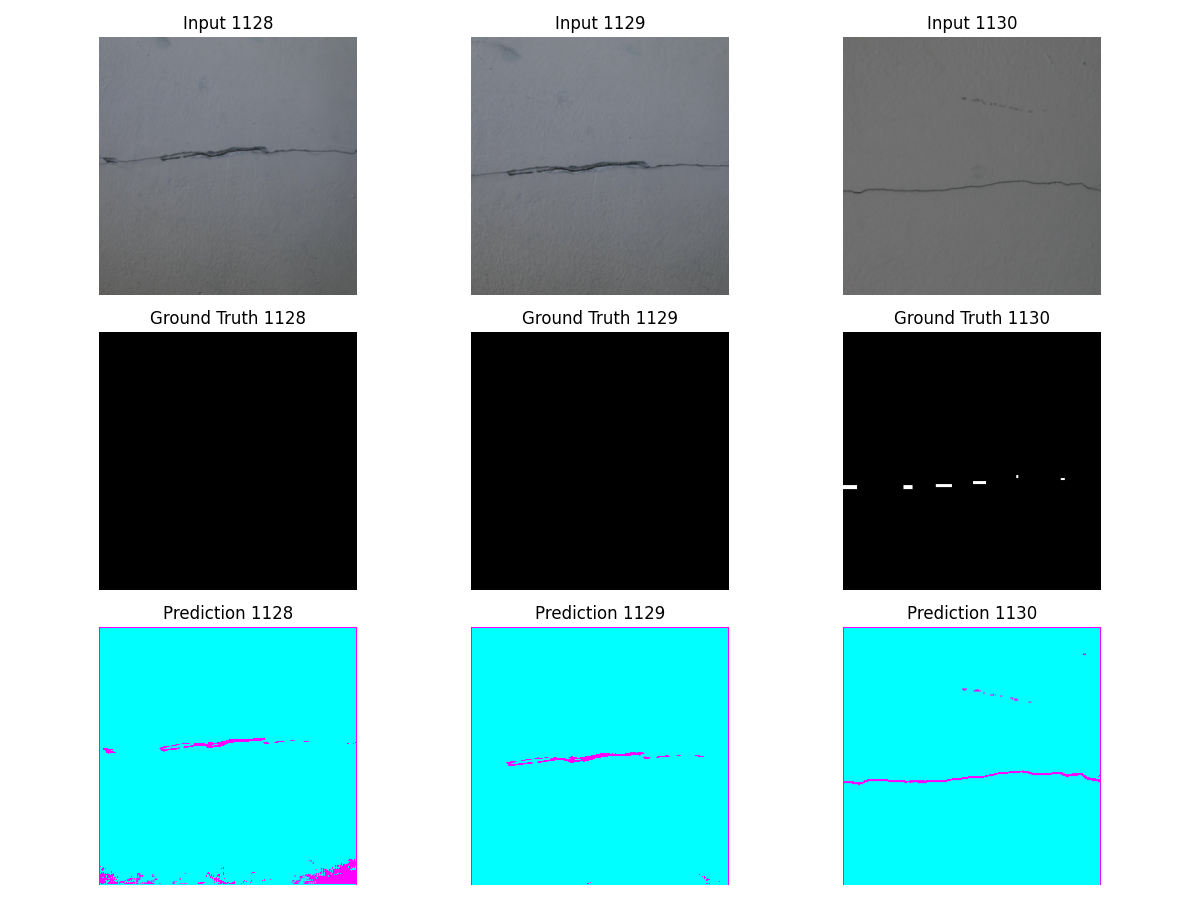 Input 1128
Input 1129
Input 1130
Ground Truth 1128
Ground Truth 1129
Ground Truth 1130
Prediction 1128
Prediction 1129
Prediction 1130